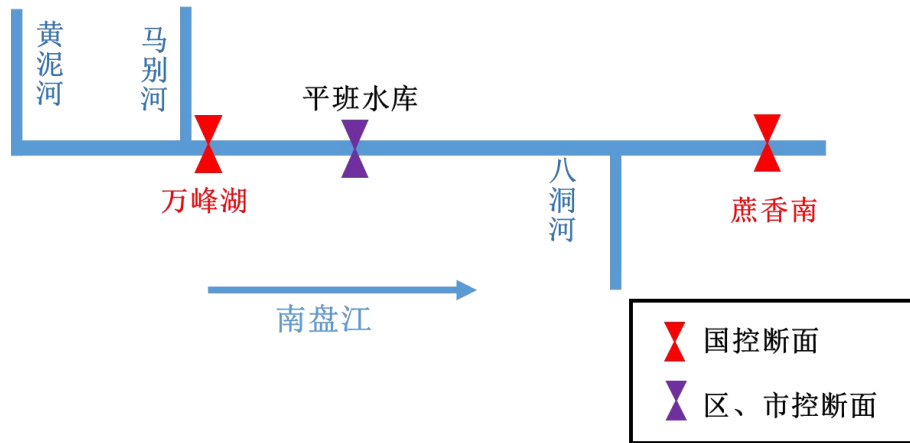 黄泥河
马别河
平班水库
万峰湖
八洞河
蔗香南
南盘江
国控断面
区、市控断面